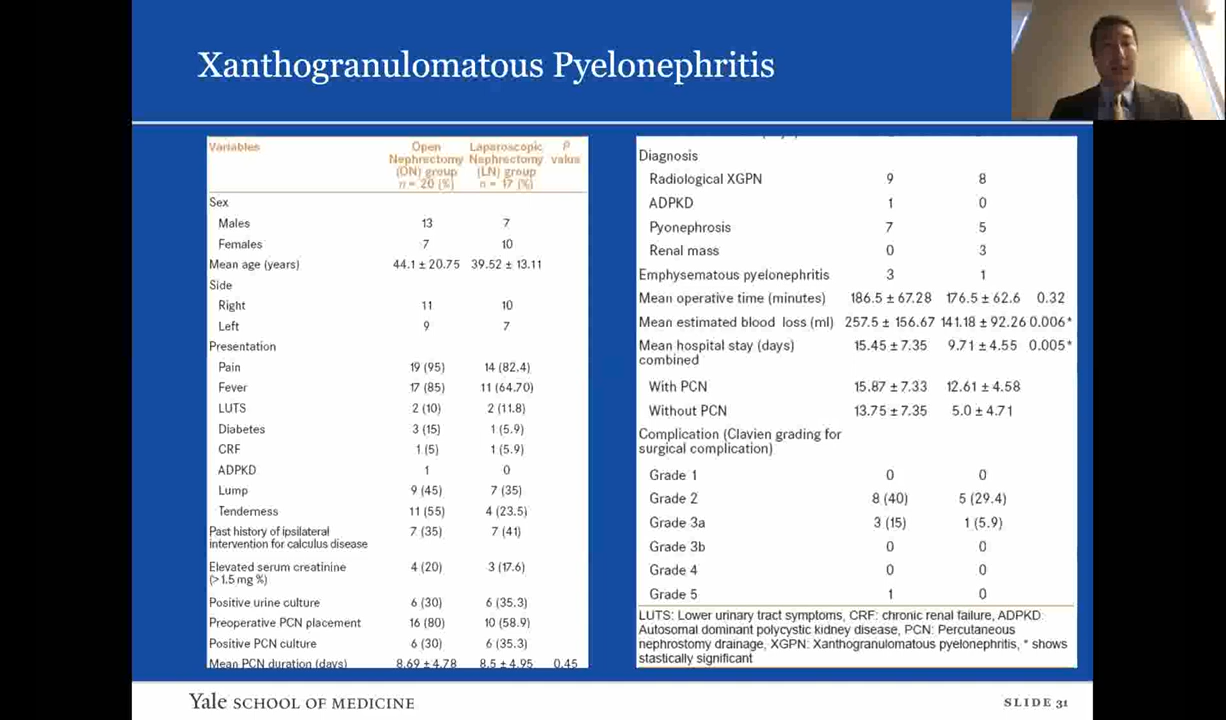 Xanthogranulomatous Pyelonephritis
Variables Open Nephrectomy (ON) group n = 20 (%) Laparoscopic Nephrectomy (LN) group n = 17 (%) P value
Sex
Males 13 7
Females 7 10
Mean age (years) 44.1 ± 20.75 39.52 ± 13.11
Side
Right 11 10
Left 9 7
Presentation
Pain 19 (95) 14 (82.4)
Fever 17 (85) 11 (64.70)
LUTS 2 (10) 2 (11.8)
Diabetes 3 (15) 1 (5.9)
CRF 1 (5) 1 (5.9)
ADPKD 1 0
Lump 9 (45) 7 (35)
Tenderness 11 (55) 4 (23.5)
Past history of ipsilateral 7 (35) 7 (41)
intervention for calculus disease
Elevated serum creatinine 4 (20) 3 (17.6)
(>1.5 mg %)
Positive urine culture 6 (30) 6 (35.3)
Preoperative PCN placement 16 (80) 10 (58.9)
Positive PCN culture 6 (30) 6 (35.3)
Mean PCN duration (days) 8.69 ± 4.78 8.5 ± 4.95 0.45
Diagnosis
Radiological XGPN 9 8
ADPKD 1 0
Pyonephrosis 7 5
Renal mass 0 3
Emphysematous pyelonephritis 3 1
Mean operative time (minutes) 186.5 ± 67.28 176.5 ± 62.6 0.32
Mean estimated blood loss (ml) 257.5 ± 156.67 141.18 ± 92.26 0.006*
Mean hospital stay (days) 15.45 ± 7.35 9.71 ± 4.55 0.005*
combined
With PCN 15.87 ± 7.33 12.61 ± 4.58
Without PCN 13.75 ± 7.35 5.0 ± 4.71
Complication (Clavien grading for
surgical complication)
Grade 1 0 0
Grade 2 8 (40) 5 (29.4)
Grade 3a 3 (15) 1 (5.9)
Grade 3b 0 0
Grade 4 0 0
Grade 5 1 0
LUTS: Lower urinary tract symptoms, CRF: chronic renal failure, ADPKD:
Autosomal dominant polycystic kidney disease, PCN: Percutaneous
nephrostomy drainage, XGPN: Xanthogranulomatous pyelonephritis, * shows
stastically significant
Yale SCHOOL OF MEDICINE
SLIDE 31